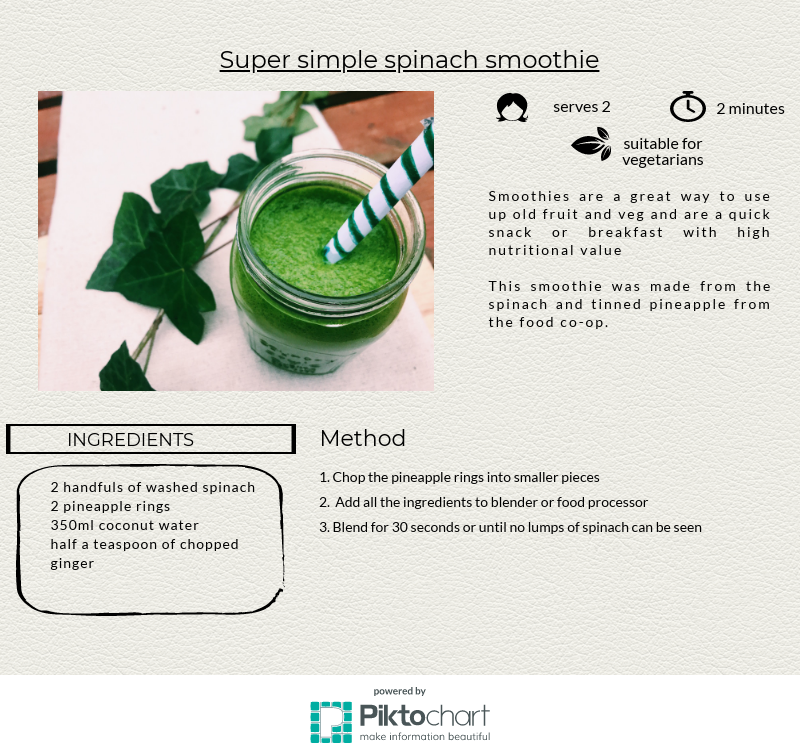 Super simple spinach smoothie
serves 2
2 minutes
suitable for
vegetarians
Smoothies are a great way to use
up old fruit and veg and are a quick
snack or breakfast with high
nutritional value
This smoothie was made from the
spinach and tinned pineapple from
the food co-op.
INGREDIENTS
2 handfuls of washed spinach
2 pineapple rings
350ml coconut water
half a teaspoon of chopped
ginger
Method
1. Chop the pineapple rings into smaller pieces
2. Add all the ingredients to blender or food processor
3. Blend for 30 seconds or until no lumps of spinach can be seen
powered by
Piktochart
make information beautiful